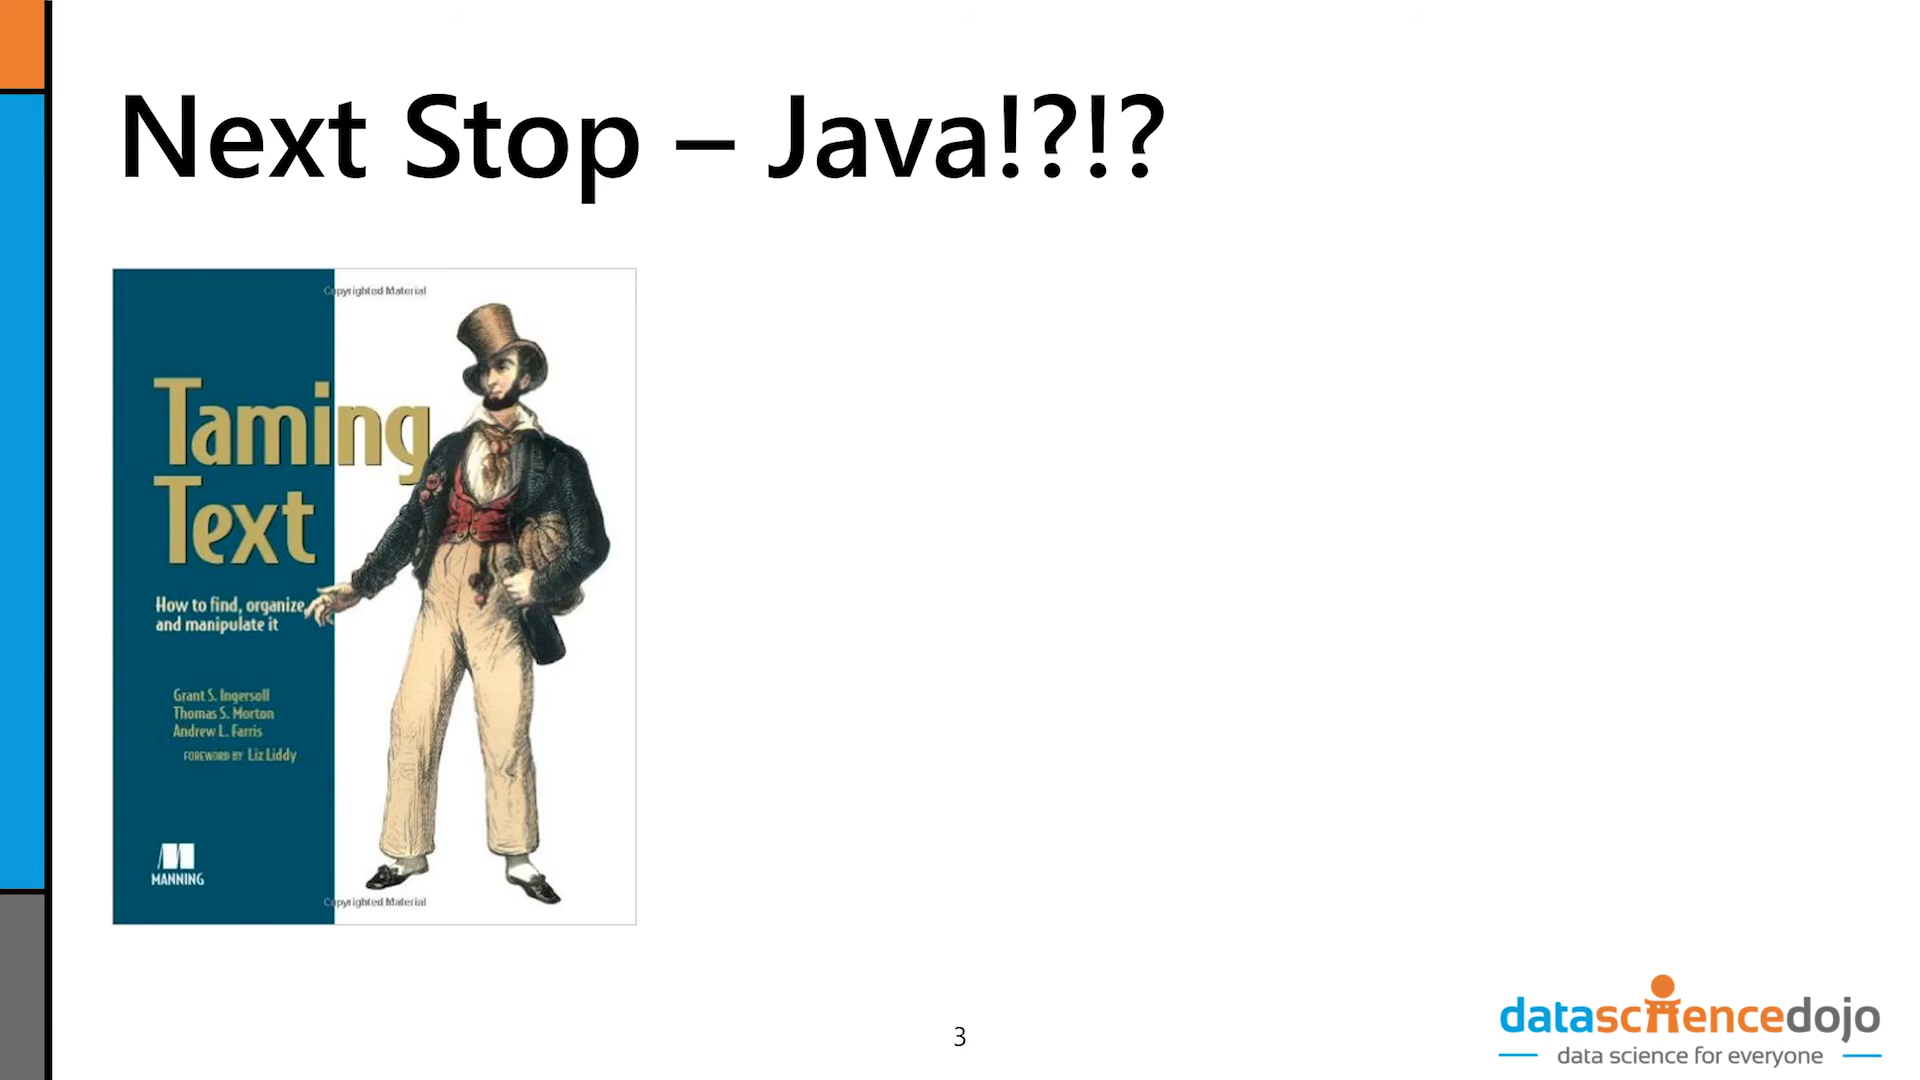 Next Stop – Java!?!?
Copyrighted Material
Taming
Text
How to find, organize,
and manipulate it
Grant S. Ingersoll
Thomas S. Morton
Andrew L. Farris
FOREWORD BY Liz Liddy
MANNING
Copyrighted Material
3
datasciencedojo
data science for everyone